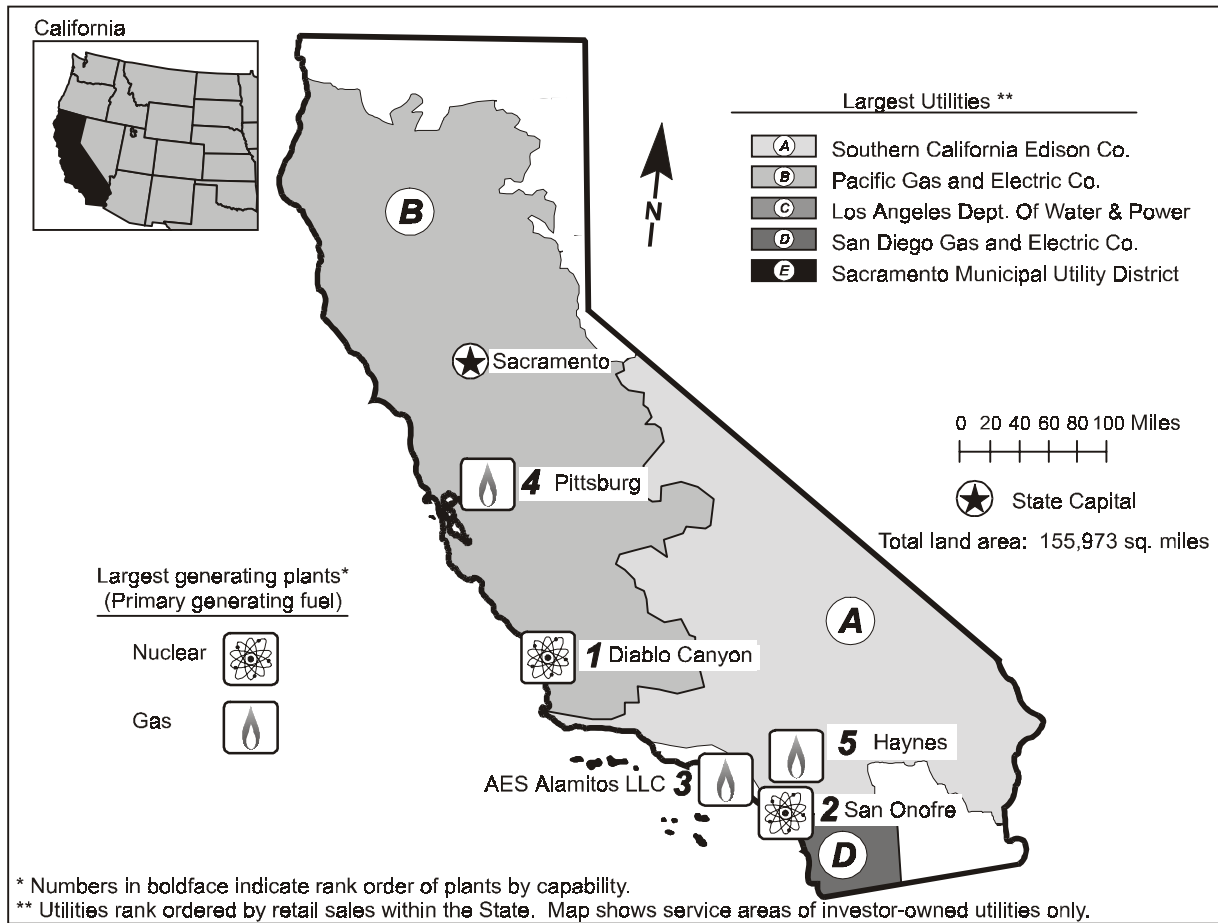 California
Largest Utilities **
A Southern California Edison Co.
B Pacific Gas and Electric Co.
C Los Angeles Dept. Of Water & Power
D San Diego Gas and Electric Co.
E Sacramento Municipal Utility District
N
B
Sacramento
0 20 40 60 80 100 Miles
State Capital
Total land area: 155,973 sq. miles
4 Pittsburg
Largest generating plants*
(Primary generating fuel)
Nuclear
Gas
A
1 Diablo Canyon
5 Haynes
AES Alamitos LLC 3
2 San Onofre
D
* Numbers in boldface indicate rank order of plants by capability.
** Utilities rank ordered by retail sales within the State. Map shows service areas of investor-owned utilities only.